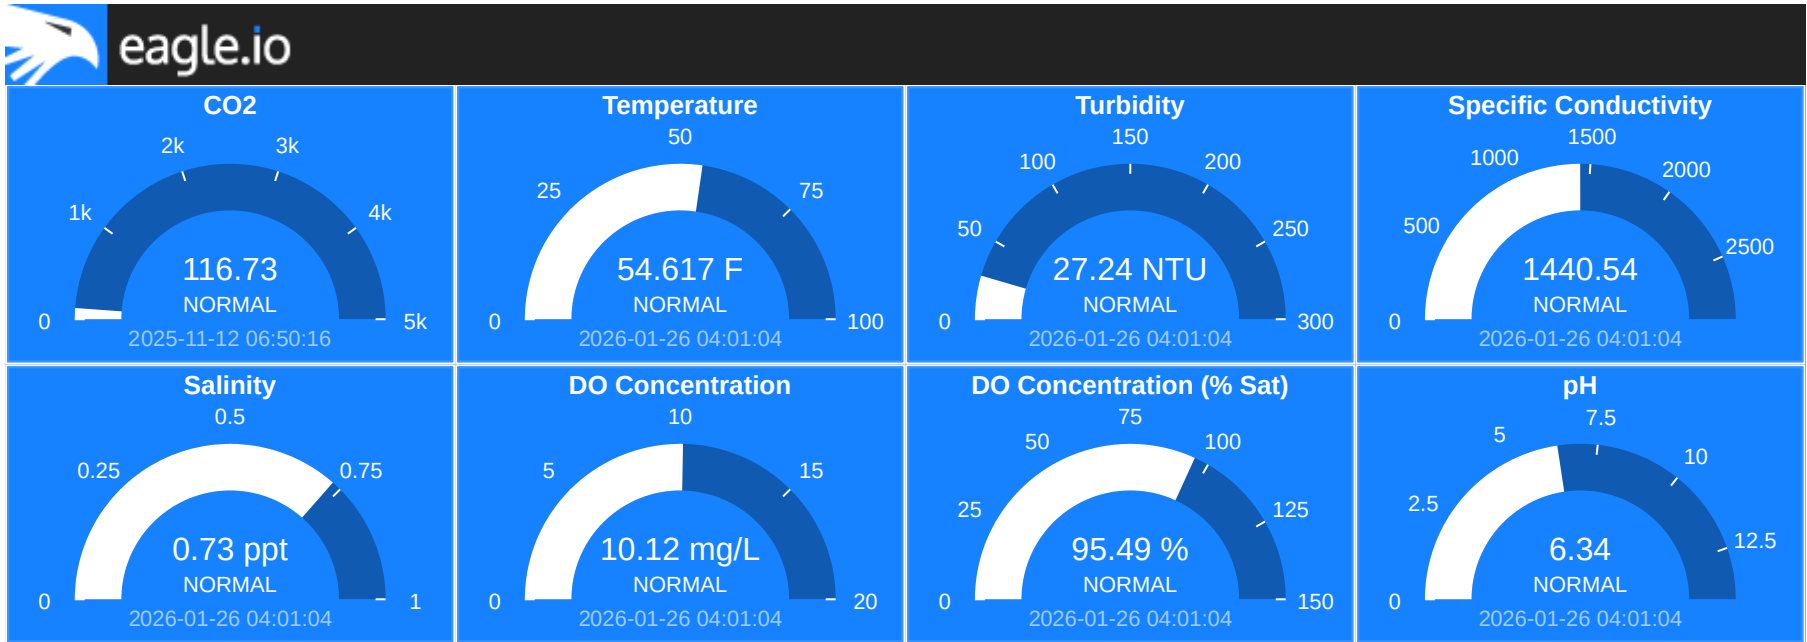 eagle.io
CO2
2k
3k
1k
4k
116.73
NORMAL
0
5k
2025-11-12 06:50:16
Temperature
50
25
75
54.617 F
NORMAL
0
100
2026-01-26 04:01:04
Turbidity
150
100
200
50
250
27.24 NTU
NORMAL
0
300
2026-01-26 04:01:04
Specific Conductivity
1500
1000
2000
500
2500
1440.54
NORMAL
0
2026-01-26 04:01:04
Salinity
0.5
0.25
0.75
0.73 ppt
NORMAL
0
1
2026-01-26 04:01:04
DO Concentration
10
5
15
10.12 mg/L
NORMAL
0
20
2026-01-26 04:01:04
DO Concentration (% Sat)
75
50
100
25
125
95.49 %
NORMAL
0
150
2026-01-26 04:01:04
pH
7.5
5
10
2.5
12.5
6.34
NORMAL
0
2026-01-26 04:01:04